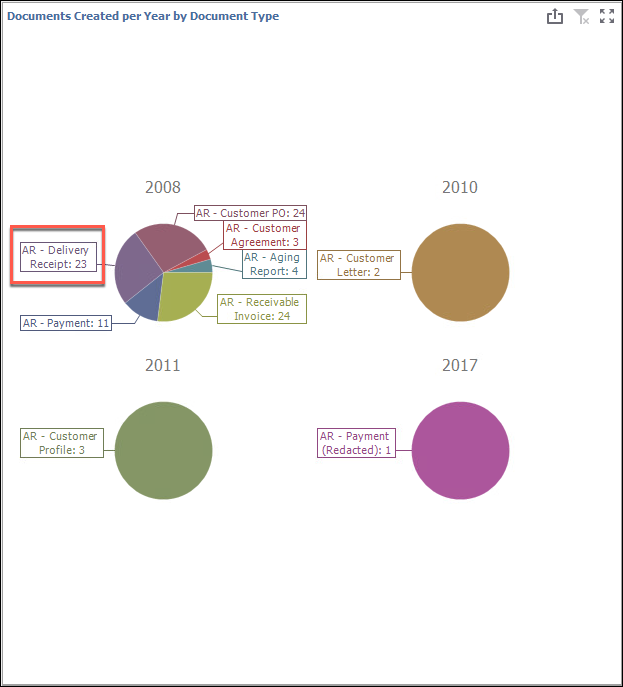 Documents Created per Year by Document Type
2008
AR - Customer PO: 24
AR - Customer
Agreement: 3
AR - Aging
Report: 4
AR - Delivery
Receipt: 23
AR - Receivable
Invoice: 24
AR - Payment: 11
2010
AR - Customer
Letter: 2
2011
AR - Customer
Profile: 3
2017
AR - Payment
(Redacted): 1